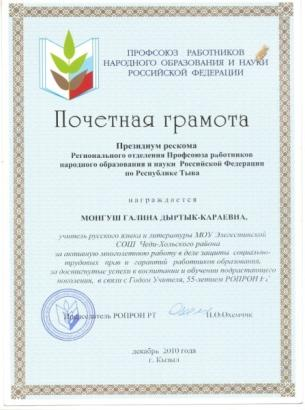 ПРОФСОЮЗ РАБОТНИКОВ
НАРОДНОГО ОБРАЗОВАНИЯ И НАУКИ
РОССИЙСКОЙ ФЕДЕРАЦИИ
Почетная грамота
Президиум рескома
Регионального отделения Профсоюза работников
народного образования и науки Российской Федерации
по Республике Тыва
награждается
МОНГУШ ГАЛИНА ДЫРТЫК-КАРАЕВНА,
учитель русского языка и литературы МОУ Элегестинской
СОШ Чеди-Хольского района
за активную многолетнюю работу в деле защиты социально-
трудовых прав и гарантий работников образования,
за достигнутые успехи в воспитании и обучении подрастающего
поколения, в связи с Годом Учителя, 55-летием РОПРОН РТ
Председатель РОПРОН РТ
декабрь 2010 года
г. Кызыл